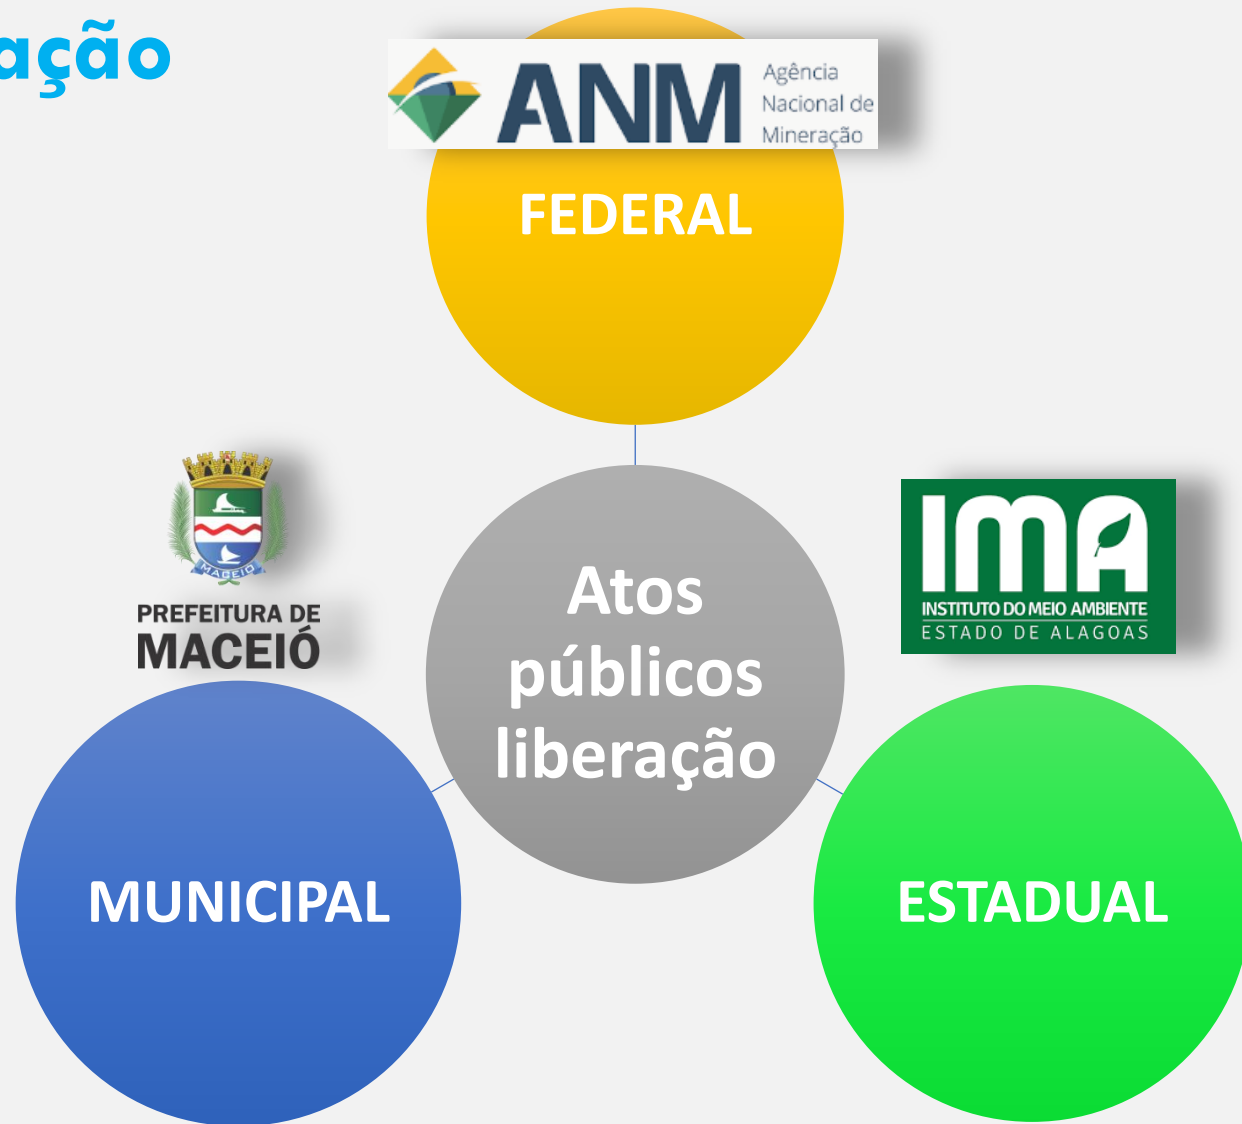 ação
ANM
Agência
Nacional de
Mineração
FEDERAL
MACEIÓ
PREFEITURA DE
MACEIÓ
IMA
INSTITUTO DO MEIO AMBIENTE
ESTADO DE ALAGOAS
Atos
públicos
liberação
MUNICIPAL
ESTADUAL